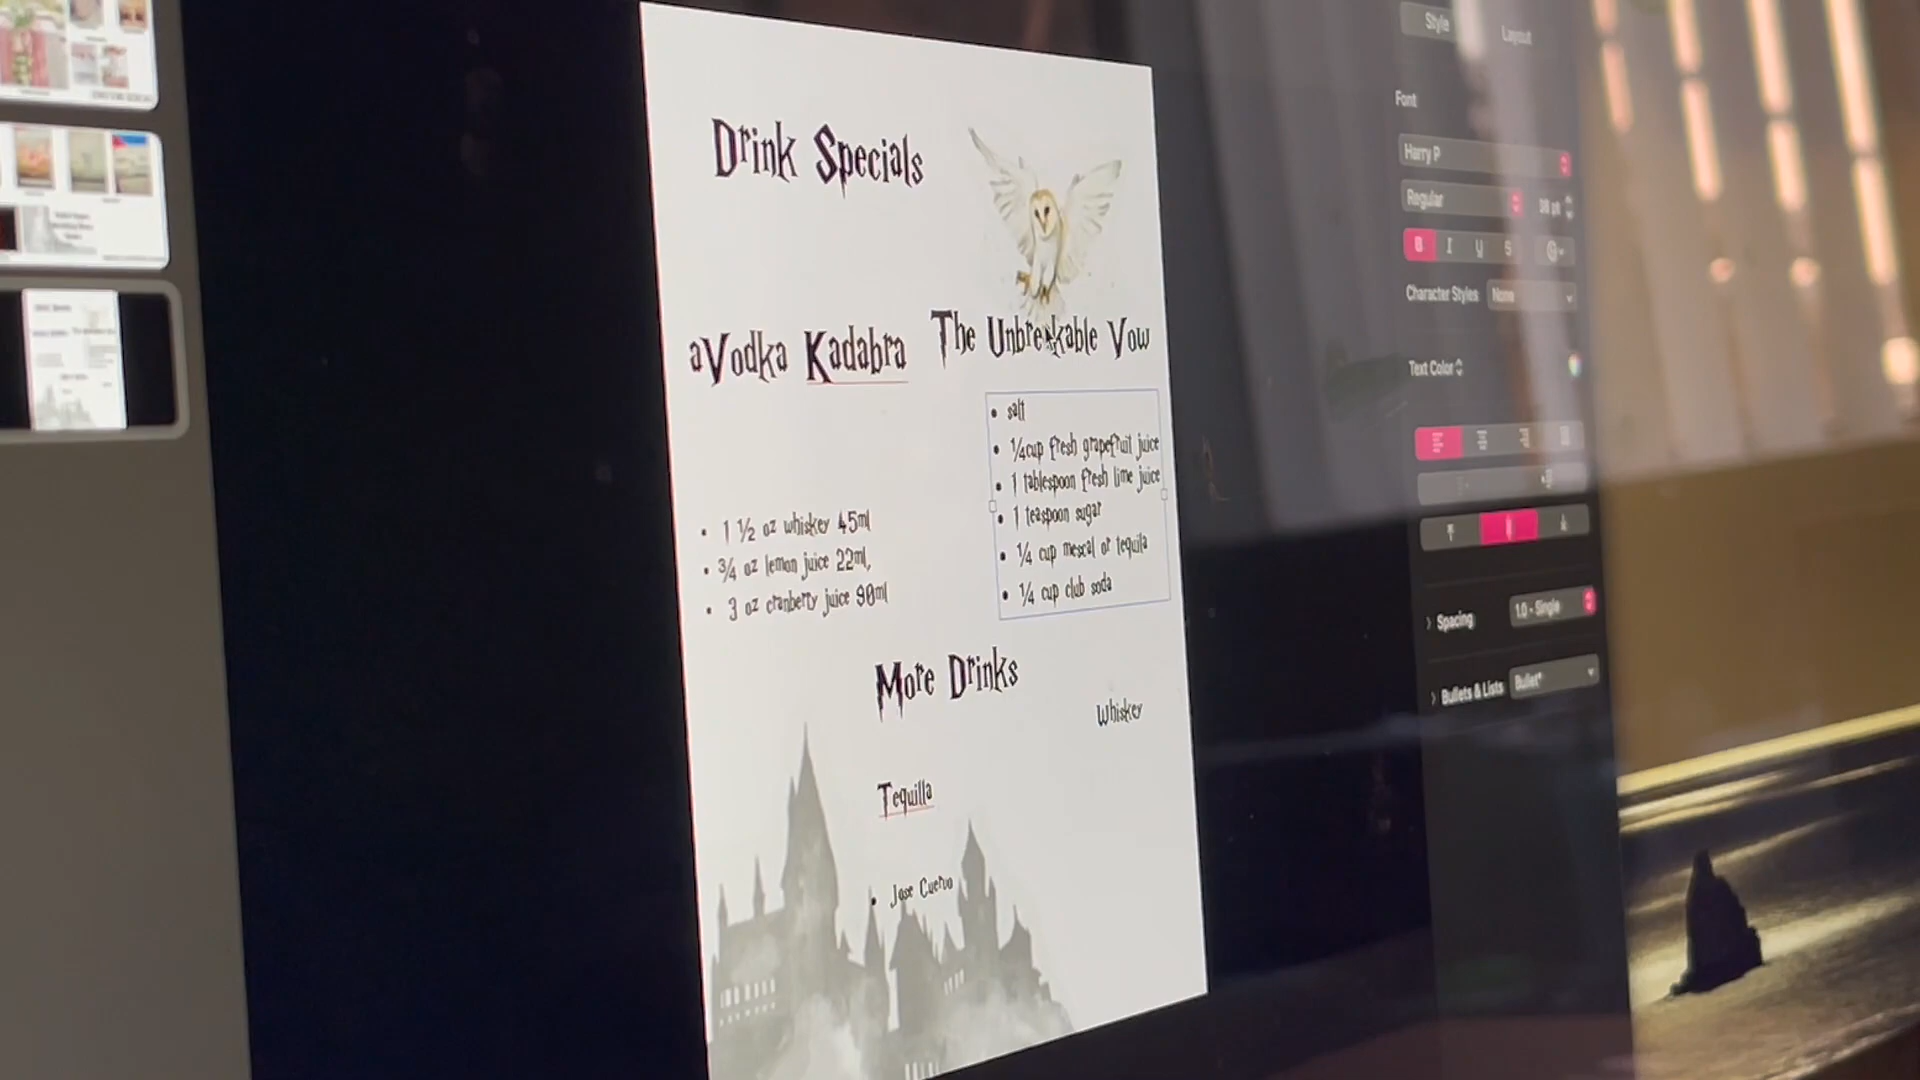 Drink Specials
aVodka Kadabra
The Unbreakable Vow
• 1 ½ oz whiskey 45ml
• ¾ oz lemon juice 22ml,
• 3 oz cranberry juice 90ml
• salt
• ¼cup fresh grapefruit juice
• 1 tablespoon fresh lime juice
• 1 teaspoon sugar
• ¼ cup mescal or tequila
• ¼ cup club soda
More Drinks
Whiskey
Tequilla
• Jose Cuervo
Style
Layout
Font
Harry P
Regular
B I U S
Character Styles
None
Text Color
Spacing
1.0 - Single
Bullets & Lists
Bullet*